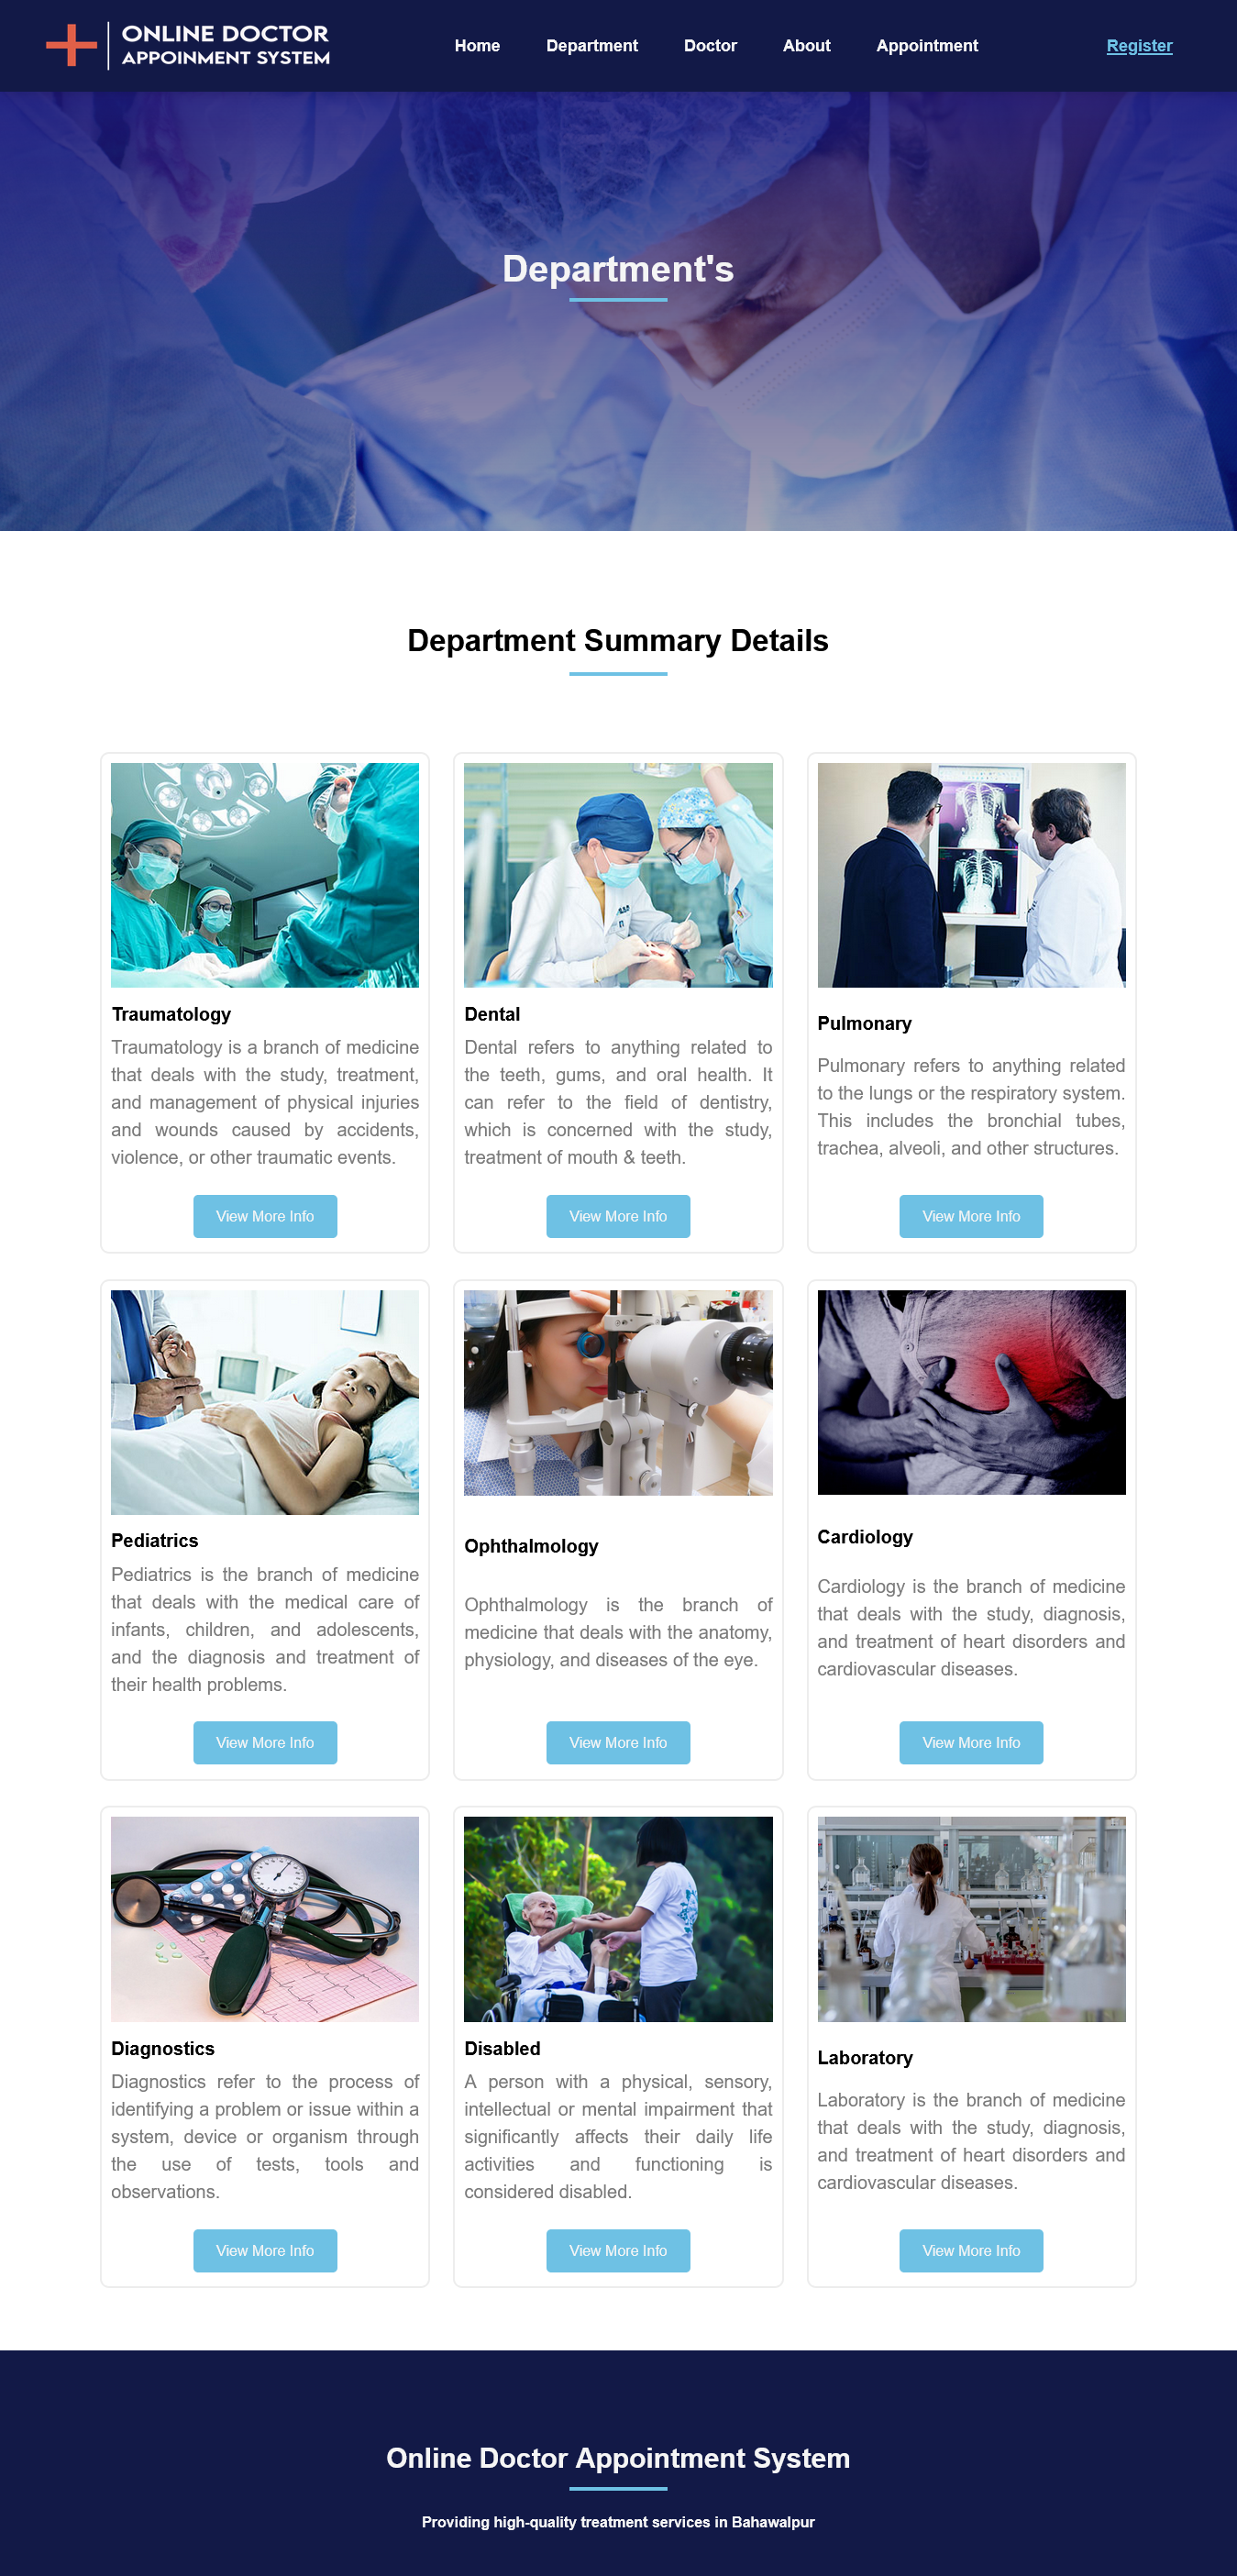 ONLINE DOCTOR
APPOINMENT SYSTEM
Home Department Doctor About Appointment Register
Department's
Department Summary Details
Traumatology
Traumatology is a branch of medicine
that deals with the study, treatment,
and management of physical injuries
and wounds caused by accidents,
violence, or other traumatic events.
View More Info
Dental
Dental refers to anything related to
the teeth, gums, and oral health. It
can refer to the field of dentistry,
which is concerned with the study,
treatment of mouth & teeth.
View More Info
Pulmonary
Pulmonary refers to anything related
to the lungs or the respiratory system.
This includes the bronchial tubes,
trachea, alveoli, and other structures.
View More Info
Pediatrics
Pediatrics is the branch of medicine
that deals with the medical care of
infants, children, and adolescents,
and the diagnosis and treatment of
their health problems.
View More Info
Ophthalmology
Ophthalmology is the branch of
medicine that deals with the anatomy,
physiology, and diseases of the eye.
View More Info
Cardiology
Cardiology is the branch of medicine
that deals with the study, diagnosis,
and treatment of heart disorders and
cardiovascular diseases.
View More Info
Diagnostics
Diagnostics refer to the process of
identifying a problem or issue within a
system, device or organism through
the use of tests, tools and
observations.
View More Info
Disabled
A person with a physical, sensory,
intellectual or mental impairment that
significantly affects their daily life
activities and functioning is
considered disabled.
View More Info
Laboratory
Laboratory is the branch of medicine
that deals with the study, diagnosis,
and treatment of heart disorders and
cardiovascular diseases.
View More Info
Online Doctor Appointment System
Providing high-quality treatment services in Bahawalpur